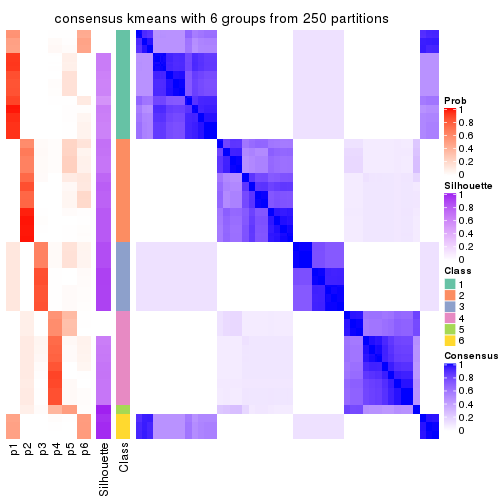 consensus kmeans with 6 groups from 250 partitions
Prob
1
0.8
0.6
0.4
0.2
0
Silhouette
1
0.8
0.6
0.4
0.2
0
Class
1
2
3
4
5
6
Consensus
1
0.8
0.6
0.4
0.2
0
p1
p2
p3
p4
p5
p6
Silhouette
Class